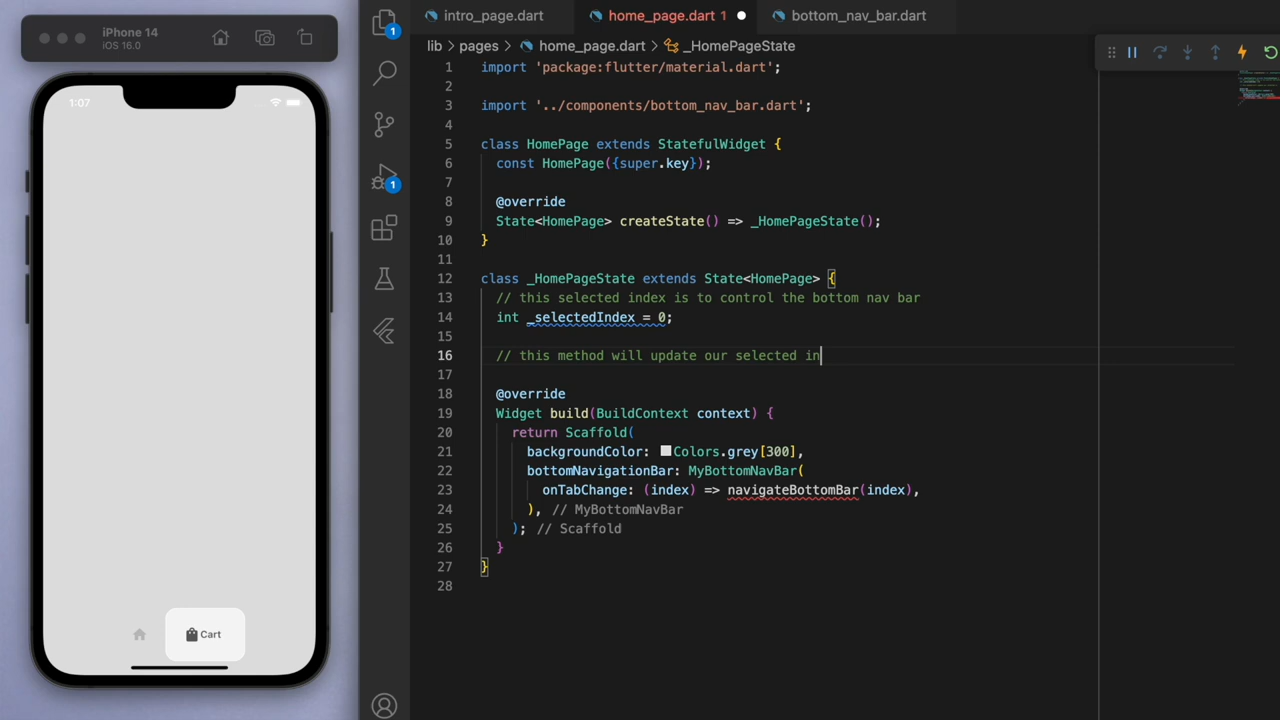 iPhone 14
iOS 16.0
1:07
Cart
1
1
intro_page.dart
home_page.dart 1
bottom_nav_bar.dart
lib > pages > home_page.dart > _HomePageState
1 import 'package:flutter/material.dart';
2
3 import '../components/bottom_nav_bar.dart';
4
5 class HomePage extends StatefulWidget {
6 const HomePage({super.key});
7
8 @override
9 State<HomePage> createState() => _HomePageState();
10 }
11
12 class _HomePageState extends State<HomePage> {
13 // this selected index is to control the bottom nav bar
14 int _selectedIndex = 0;
15
16 // this method will update our selected in
17
18 @override
19 Widget build(BuildContext context) {
20 return Scaffold(
21 backgroundColor: Colors.grey[300],
22 bottomNavigationBar: MyBottomNavBar(
23 onTabChange: (index) => navigateBottomBar(index),
24 ), // MyBottomNavBar
25 ); // Scaffold
26 }
27 }
28